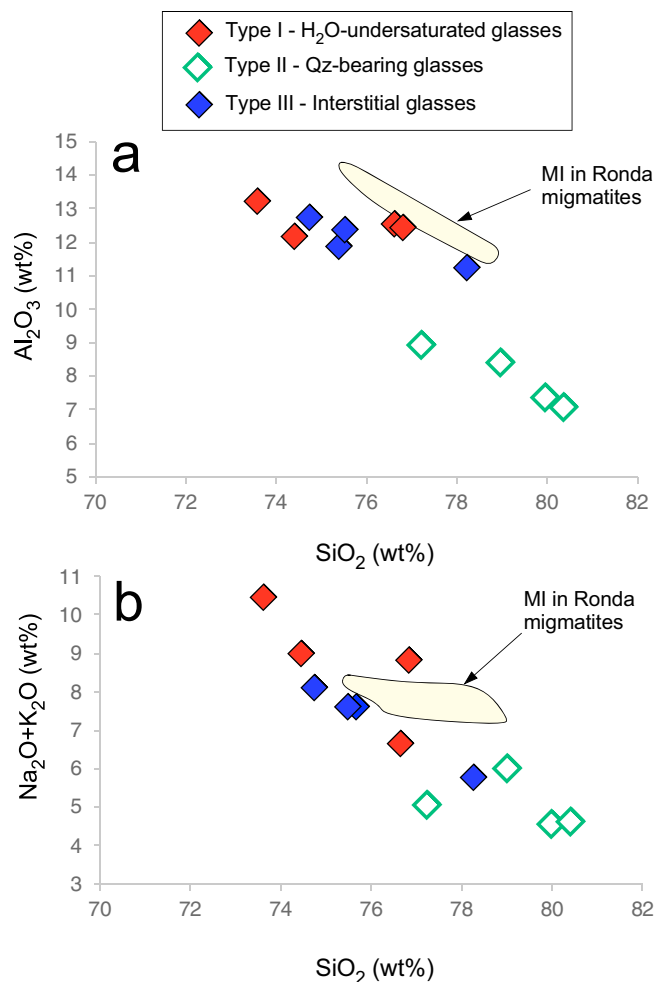 Type I - H₂O-undersaturated glasses
Type II - Qz-bearing glasses
Type III - Interstitial glasses
a
15
14
13
12
11
10
9
8
7
6
5
Al₂O₃ (wt%)
MI in Ronda
migmatites
70 72 74 76 78 80 82
SiO₂ (wt%)
b
11
10
9
8
7
6
5
4
3
Na₂O+K₂O (wt%)
MI in Ronda
migmatites
70 72 74 76 78 80 82
SiO₂ (wt%)